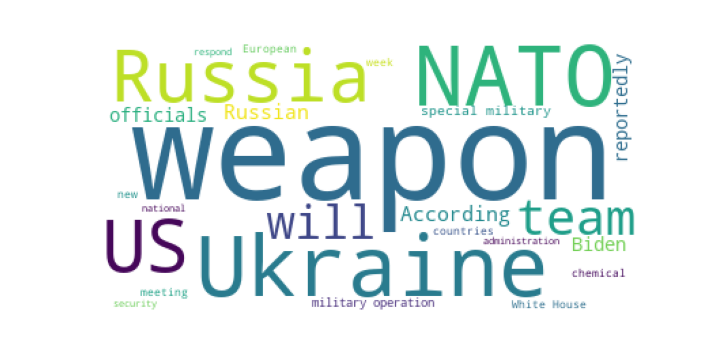 respond
European
week
Russia
NATO
officials
Russian
special military
reportedly
weapon
new
national
US
will
According
team
countries
administration
Biden
Ukraine
chemical
meeting
security
military operation
White House